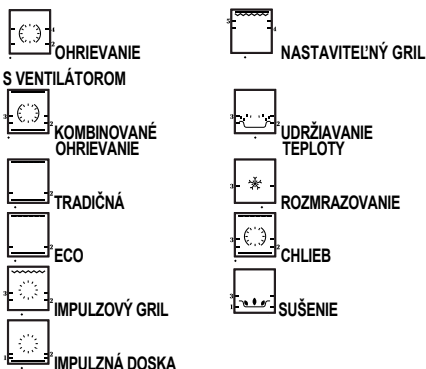 OHRIEVANIE
S VENTILÁTOROM
KOMBINOVANÉ
OHRIEVANIE
TRADIČNÁ
ECO
IMPULZOVÝ GRIL
IMPULZNÁ DOSKA
NASTAVITEĽNÝ GRIL
UDRŽIAVANIE
TEPLOTY
ROZMRAZOVANIE
CHLIEB
SUŠENIE